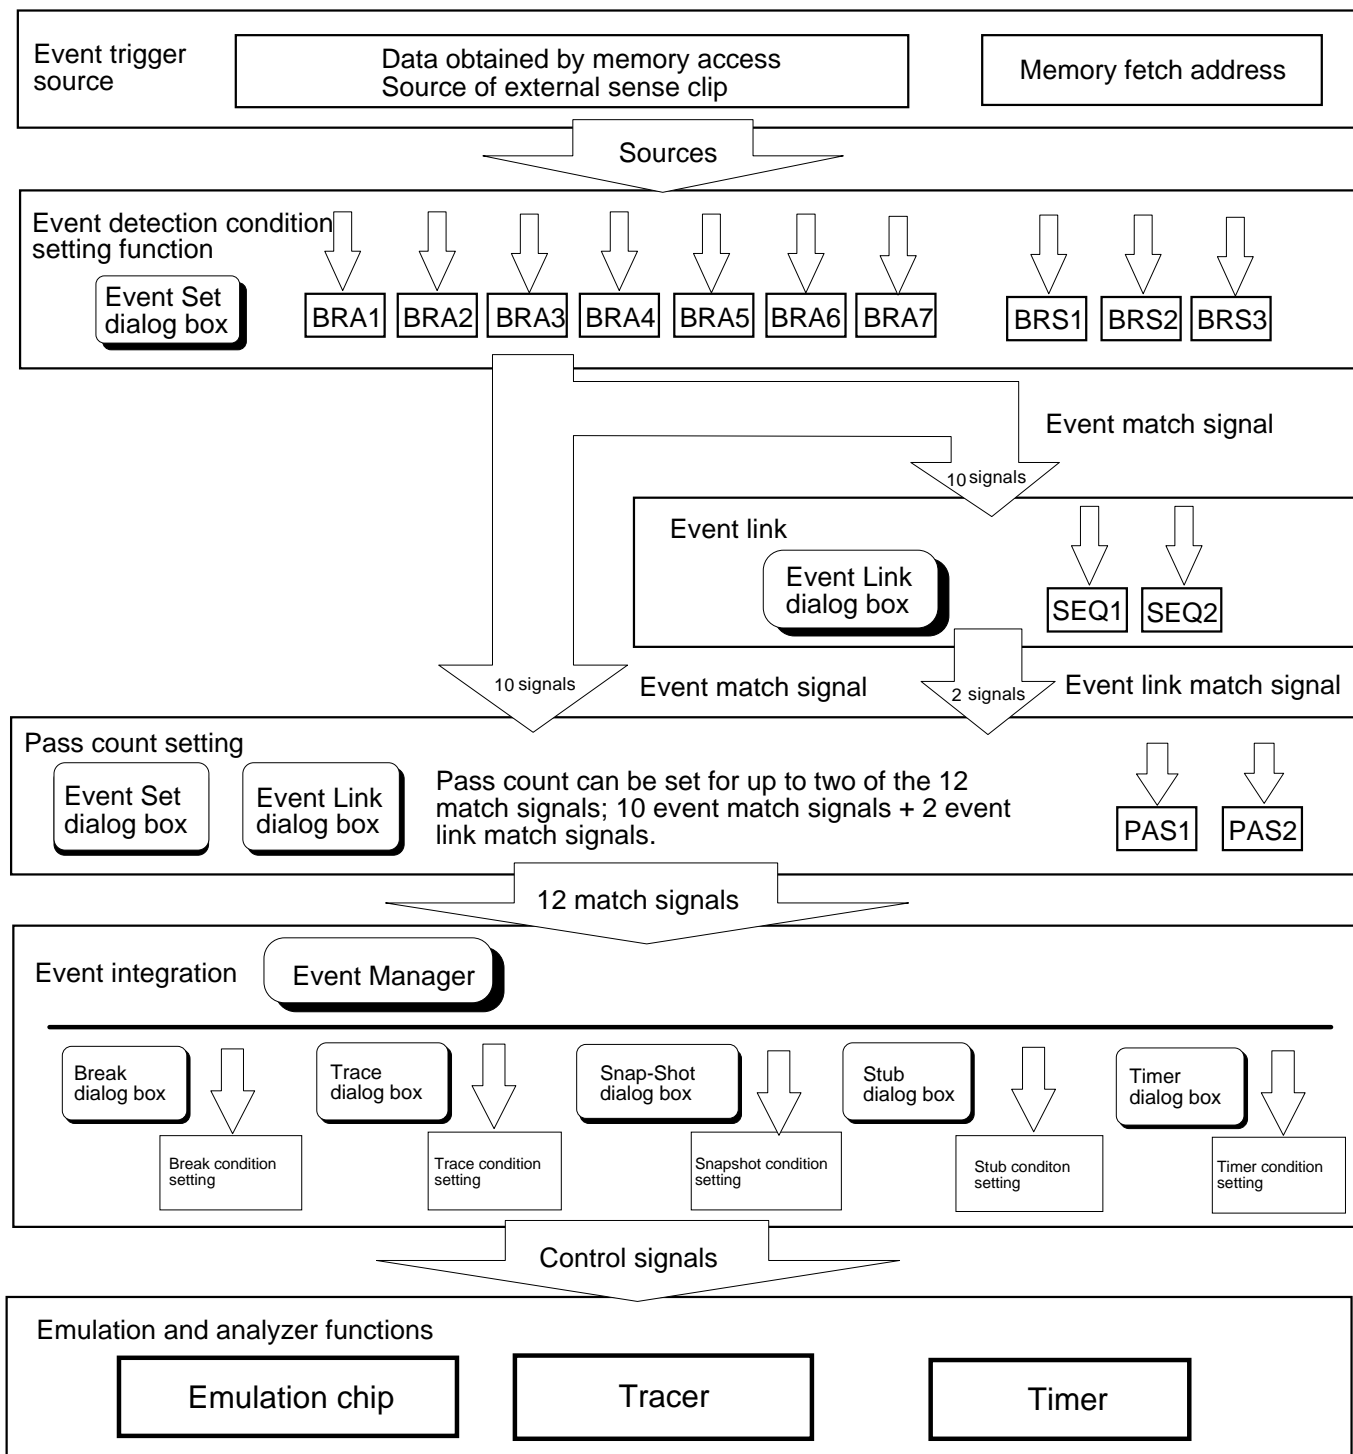 Event trigger
source
Data obtained by memory access
Source of external sense clip
Memory fetch address
Sources
Event detection condition
setting function
Event Set
dialog box
BRA1
BRA2
BRA3
BRA4
BRA5
BRA6
BRA7
BRS1
BRS2
BRS3
Event match signal
10 signals
Event link
Event Link
dialog box
SEQ1
SEQ2
10 signals
Event match signal
2 signals
Event link match signal
Pass count setting
Event Set
dialog box
Event Link
dialog box
Pass count can be set for up to two of the 12
match signals; 10 event match signals + 2 event
link match signals.
PAS1
PAS2
12 match signals
Event integration
Event Manager
Break
dialog box
Trace
dialog box
Snap-Shot
dialog box
Stub
dialog box
Timer
dialog box
Break condition
setting
Trace condition
setting
Snapshot condition
setting
Stub conditon
setting
Timer condition
setting
Control signals
Emulation and analyzer functions
Emulation chip
Tracer
Timer